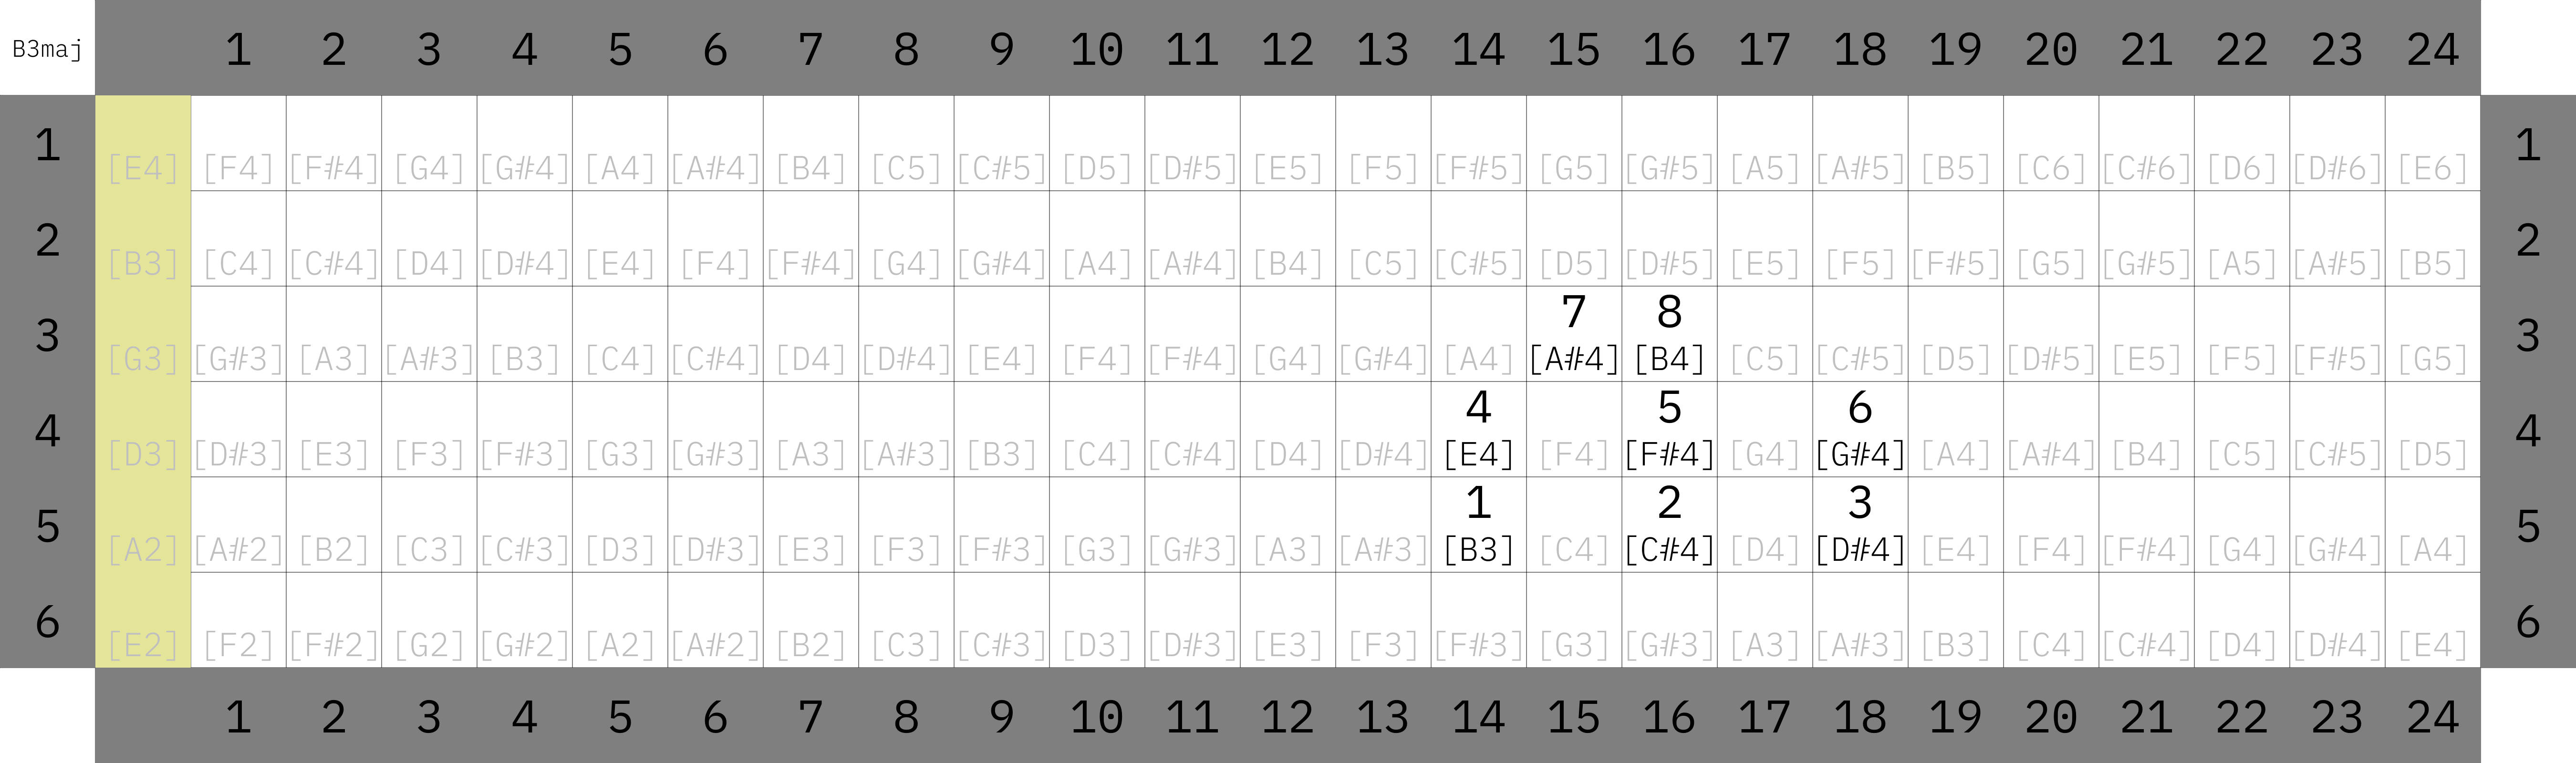 B3maj 1 2 3 4 5 6 7 8 9 10 11 12 13 14 15 16 17 18 19 20 21 22 23 24
1 [E4] [F4] [F#4] [G4] [G#4] [A4] [A#4] [B4] [C5] [C#5] [D5] [D#5] [E5] [F5] [F#5] [G5] [G#5] [A5] [A#5] [B5] [C6] [C#6] [D6] [D#6] [E6] 1
2 [B3] [C4] [C#4] [D4] [D#4] [E4] [F4] [F#4] [G4] [G#4] [A4] [A#4] [B4] [C5] [C#5] [D5] [D#5] [E5] [F5] [F#5] [G5] [G#5] [A5] [A#5] [B5] 2
7 8
3 [G3] [G#3] [A3] [A#3] [B3] [C4] [C#4] [D4] [D#4] [E4] [F4] [F#4] [G4] [G#4] [A4] [A#4] [B4] [C5] [C#5] [D5] [D#5] [E5] [F5] [F#5] [G5] 3
4 5 6
4 [D3] [D#3] [E3] [F3] [F#3] [G3] [G#3] [A3] [A#3] [B3] [C4] [C#4] [D4] [D#4] [E4] [F4] [F#4] [G4] [G#4] [A4] [A#4] [B4] [C5] [C#5] [D5] 4
1 2 3
5 [A2] [A#2] [B2] [C3] [C#3] [D3] [D#3] [E3] [F3] [F#3] [G3] [G#3] [A3] [A#3] [B3] [C4] [C#4] [D4] [D#4] [E4] [F4] [F#4] [G4] [G#4] [A4] 5
6 [E2] [F2] [F#2] [G2] [G#2] [A2] [A#2] [B2] [C3] [C#3] [D3] [D#3] [E3] [F3] [F#3] [G3] [G#3] [A3] [A#3] [B3] [C4] [C#4] [D4] [D#4] [E4] 6
1 2 3 4 5 6 7 8 9 10 11 12 13 14 15 16 17 18 19 20 21 22 23 24